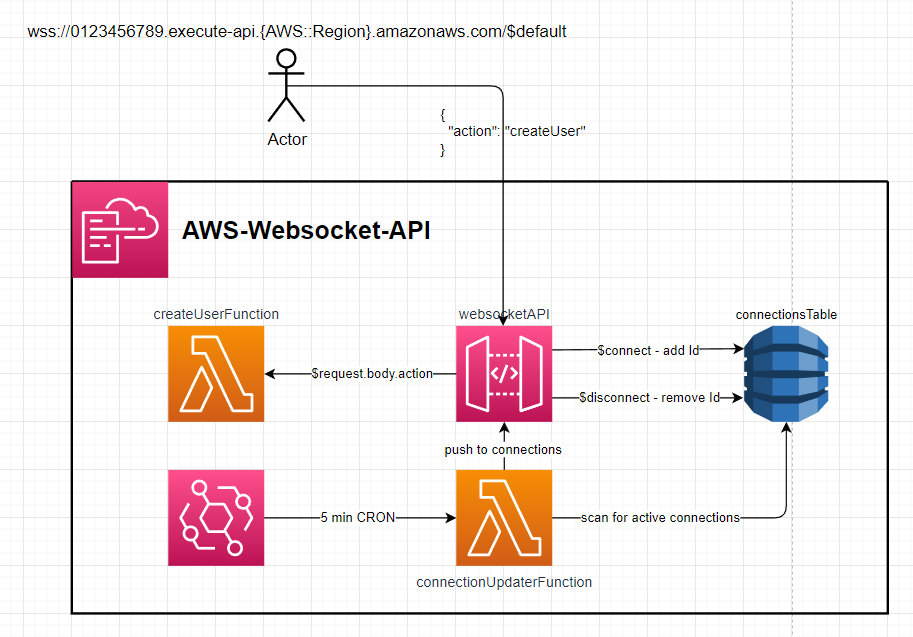 wss://0123456789.execute-api.{AWS::Region}.amazonaws.com/$default
Actor
{
"action": "createUser"
}
AWS-Websocket-API
createUserFunction
websocketAPI
connectionsTable
$connect - add Id
$request.body.action
$disconnect - remove Id
push to connections
5 min CRON
scan for active connections
connectionUpdaterFunction